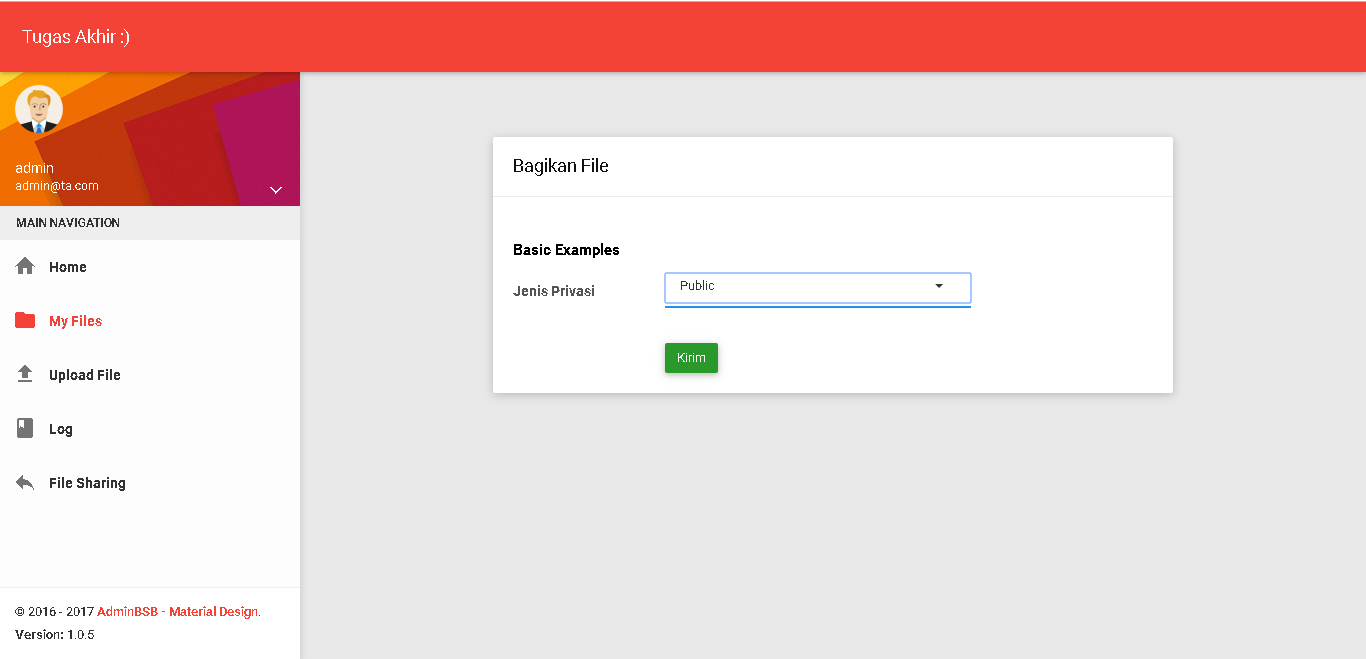 Tugas Akhir :)
admin
admin@ta.com
MAIN NAVIGATION
Home
My Files
Upload File
Log
File Sharing
© 2016 - 2017 AdminBSB - Material Design.
Version: 1.0.5
Bagikan File
Basic Examples
Jenis Privasi
Public
Kirim